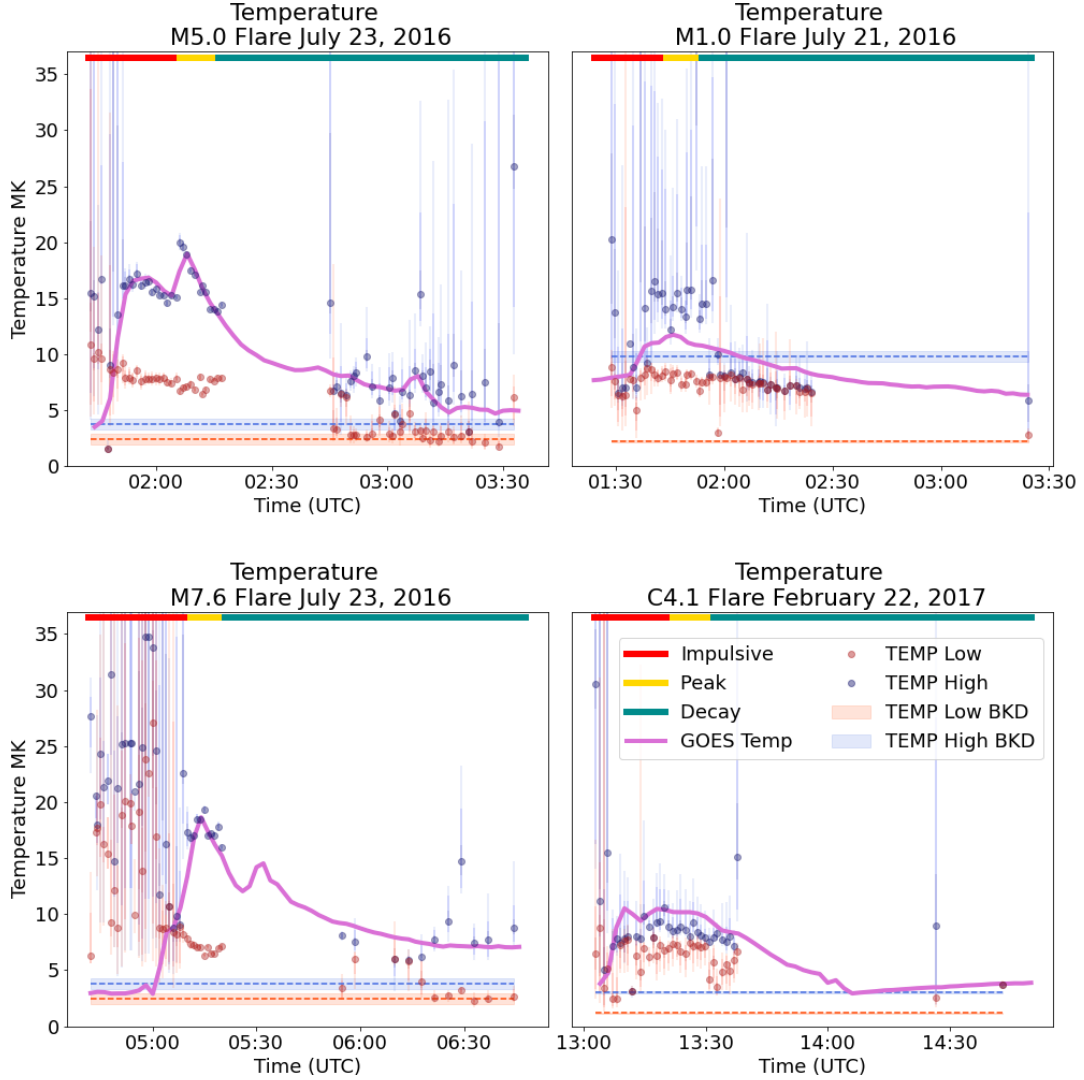 Temperature
M5.0 Flare July 23, 2016
Temperature MK
35
30
25
20
15
10
5
0
02:00
02:30
03:00
03:30
Time (UTC)
Temperature
M1.0 Flare July 21, 2016
01:30
02:00
02:30
03:00
03:30
Time (UTC)
Temperature
M7.6 Flare July 23, 2016
Temperature MK
35
30
25
20
15
10
5
0
05:00
05:30
06:00
06:30
Time (UTC)
Temperature
C4.1 Flare February 22, 2017
Impulsive
Peak
Decay
GOES Temp
TEMP Low
TEMP High
TEMP Low BKD
TEMP High BKD
13:00
13:30
14:00
14:30
Time (UTC)